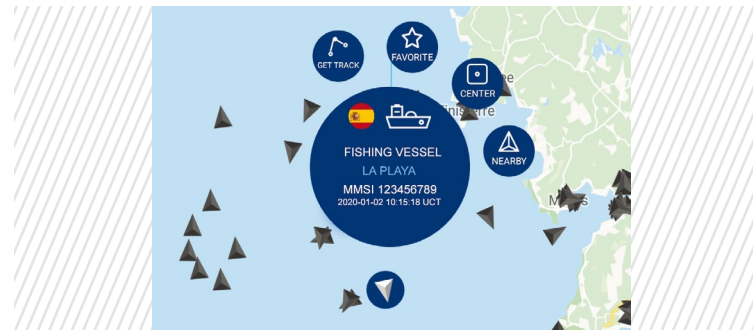 GET TRACK
FAVORITE
CENTER
FISHING VESSEL
LA PLAYA
MMSI 123456789
2020-01-02 10:15:18 UCT
NEARBY